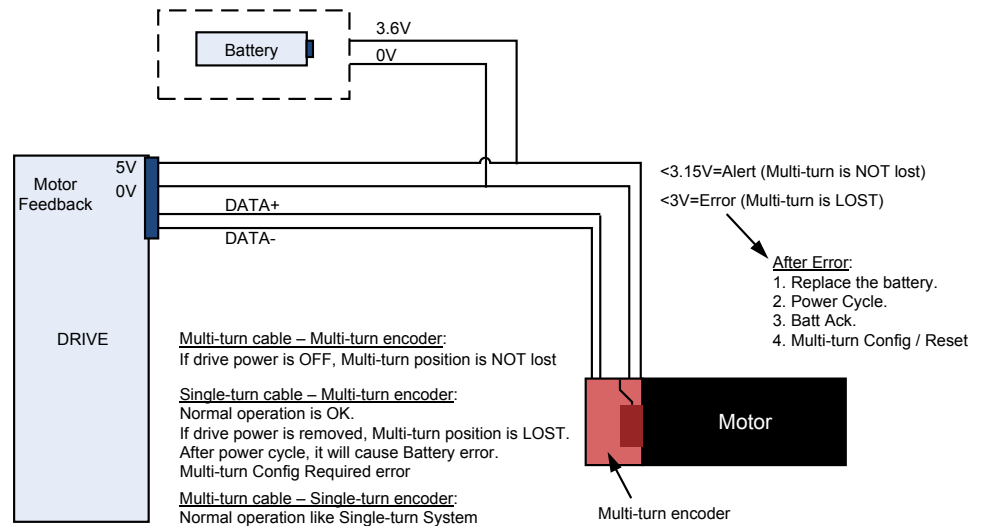 3.6V
Battery
0V
5V
Motor
Feedback
0V
DATA+
DATA-
<3.15V=Alert (Multi-turn is NOT lost)
<3V=Error (Multi-turn is LOST)
After Error:
1. Replace the battery.
2. Power Cycle.
3. Batt Ack.
4. Multi-turn Config / Reset
DRIVE
Multi-turn cable – Multi-turn encoder:
If drive power is OFF, Multi-turn position is NOT lost
Single-turn cable – Multi-turn encoder:
Normal operation is OK.
If drive power is removed, Multi-turn position is LOST.
After power cycle, it will cause Battery error.
Multi-turn Config Required error
Multi-turn cable – Single-turn encoder:
Normal operation like Single-turn System
Motor
Multi-turn encoder